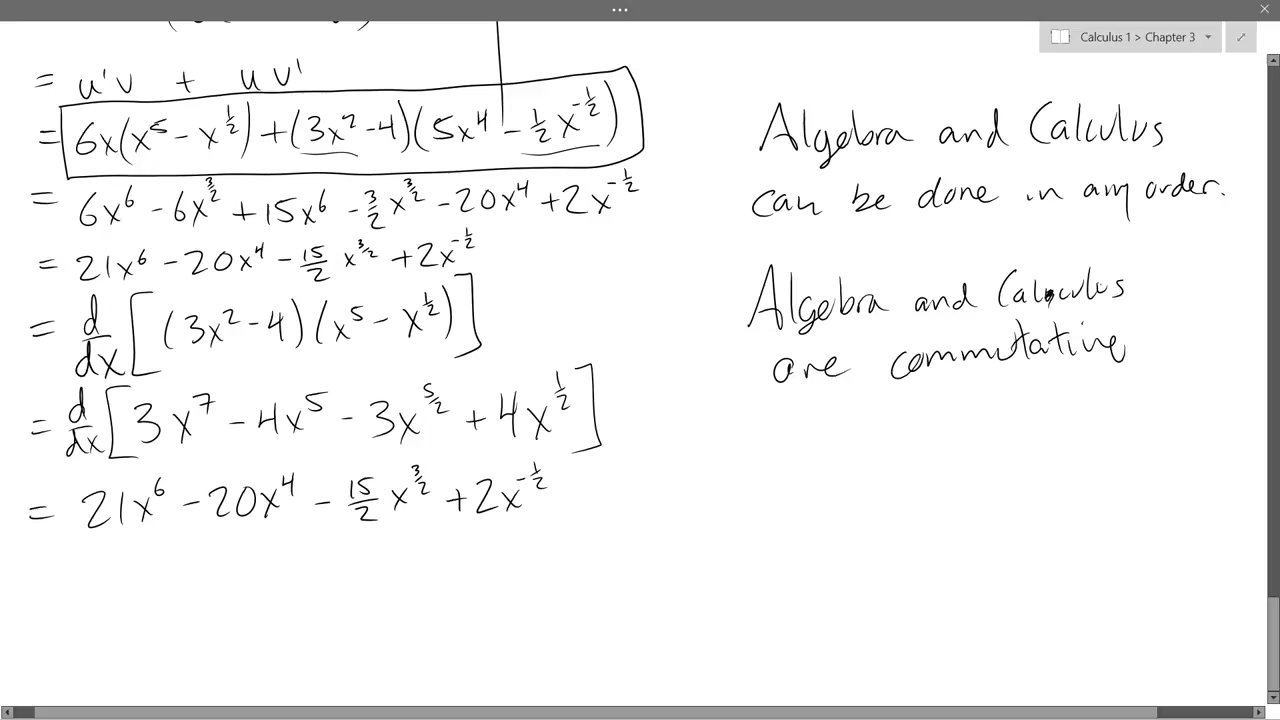 Calculus 1 > Chapter 3
= u'v + uv'
= 6x(x^5 - x^{1/2}) + (3x^2 - 4)(5x^4 - 1/2 x^{-1/2})
= 6x^6 - 6x^{3/2} + 15x^6 - 3/2 x^{3/2} - 20x^4 + 2x^{-1/2}
= 21x^6 - 20x^4 - 15/2 x^{3/2} + 2x^{-1/2}
= d/dx [(3x^2 - 4)(x^5 - x^{1/2})]
= d/dx [3x^7 - 4x^5 - 3x^{5/2} + 4x^{1/2}]
= 21x^6 - 20x^4 - 15/2 x^{3/2} + 2x^{-1/2}
Algebra and Calculus
can be done in any order.
Algebra and Calculus
are commutative